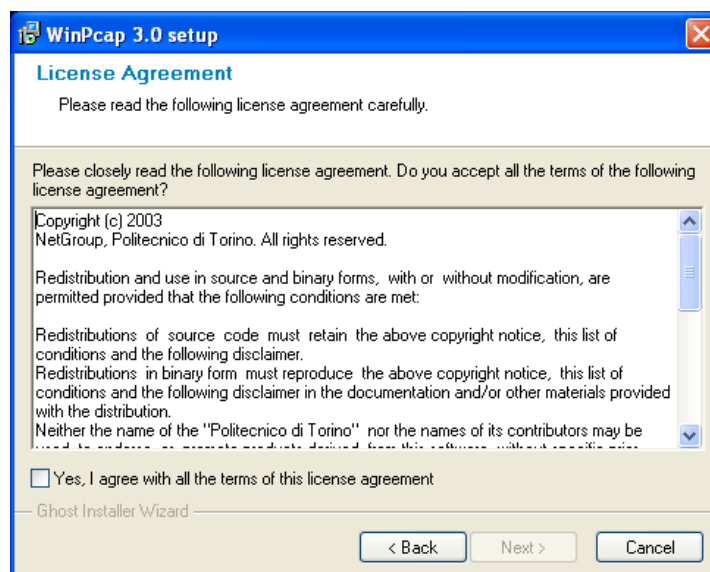 WinPcap 3.0 setup
License Agreement
Please read the following license agreement carefully.
Please closely read the following license agreement. Do you accept all the terms of the following
license agreement?
Copyright (c) 2003
NetGroup, Politecnico di Torino. All rights reserved.
Redistribution and use in source and binary forms, with or without modification, are
permitted provided that the following conditions are met:
Redistributions of source code must retain the above copyright notice, this list of
conditions and the following disclaimer.
Redistributions in binary form must reproduce the above copyright notice, this list of
conditions and the following disclaimer in the documentation and/or other materials provided
with the distribution.
Neither the name of the "Politecnico di Torino" nor the names of its contributors may be
Yes, I agree with all the terms of this license agreement
Ghost Installer Wizard
< Back
Next >
Cancel